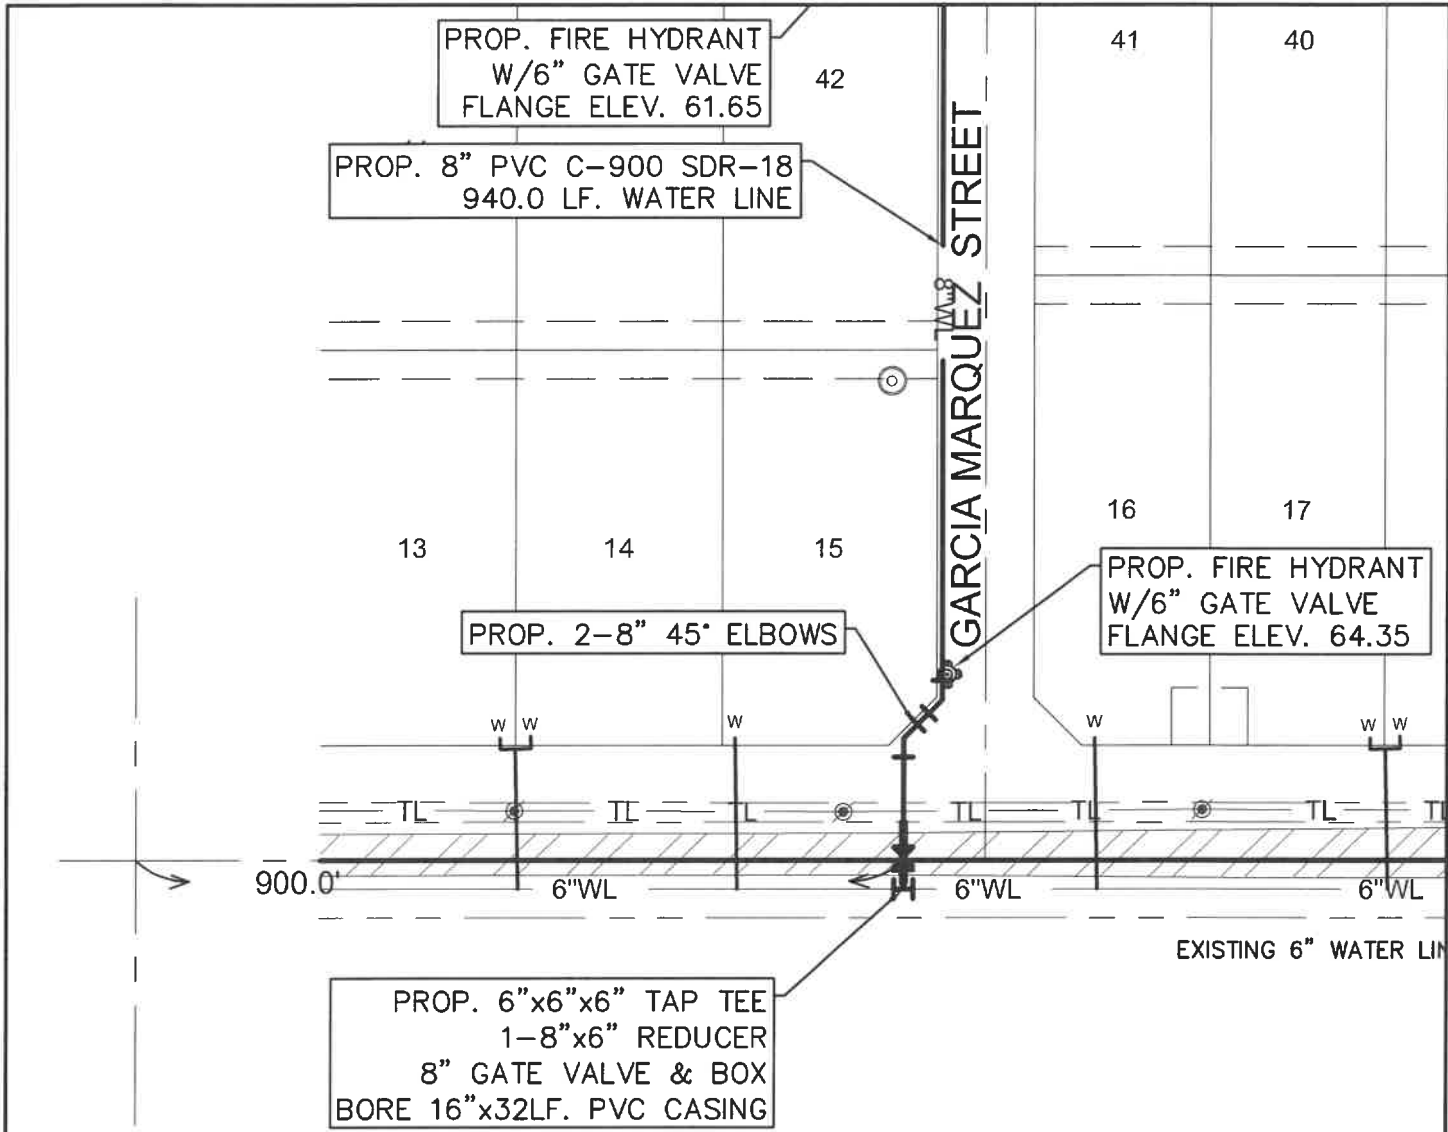 PROP. FIRE HYDRANT
W/6" GATE VALVE
FLANGE ELEV. 61.65
42
41
40
PROP. 8" PVC C-900 SDR-18
940.0 LF. WATER LINE
GARCIA MARQUEZ STREET
8"WL
13
14
15
16
17
PROP. FIRE HYDRANT
W/6" GATE VALVE
FLANGE ELEV. 64.35
PROP. 2-8" 45° ELBOWS
W W
W
W
W W
TL
TL
TL
TL
TL
TL
TL
900.0'
6"WL
6"WL
6"WL
EXISTING 6" WATER LIN
PROP. 6"x6"x6" TAP TEE
1-8"x6" REDUCER
8" GATE VALVE & BOX
BORE 16"x32LF. PVC CASING